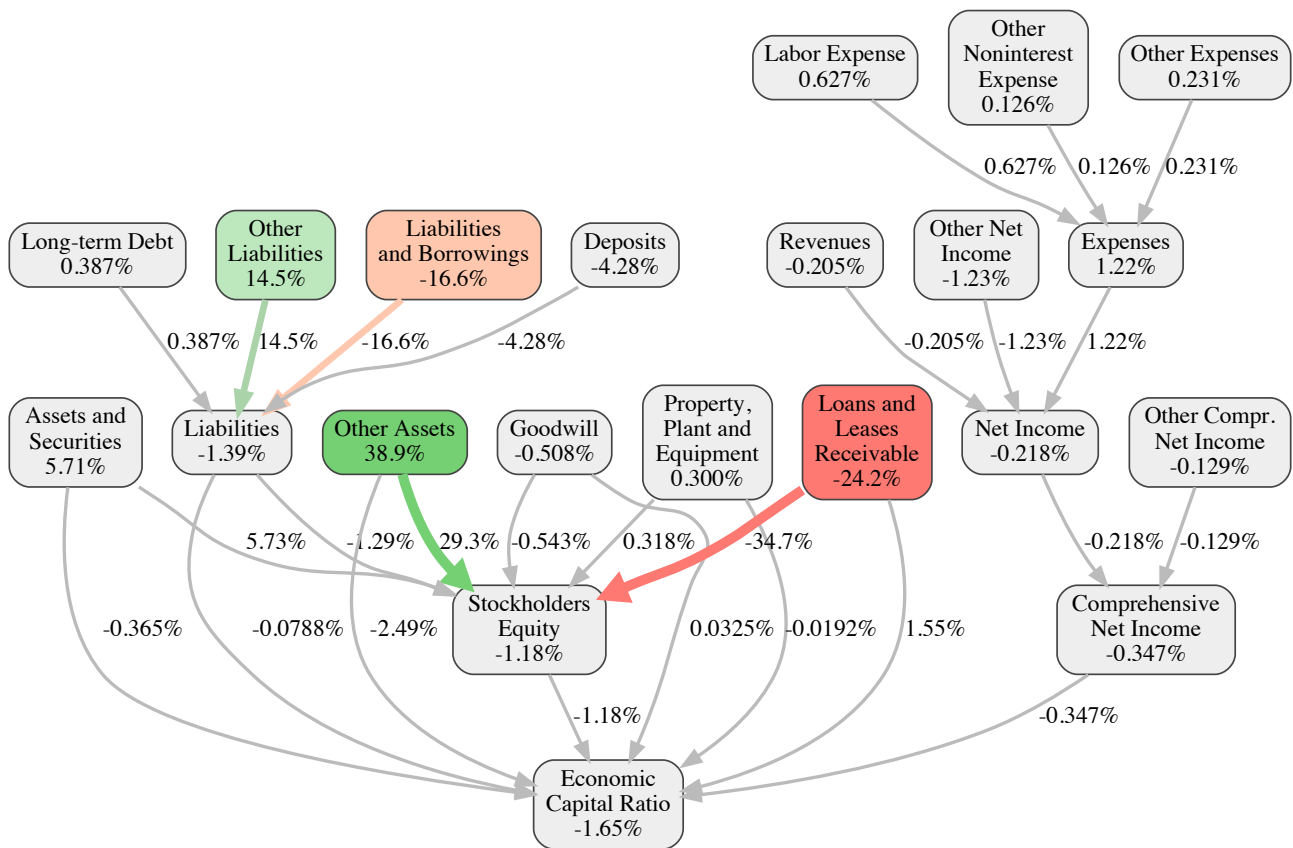 Labor Expense
0.627%
Other
Noninterest
Expense
0.126%
Other Expenses
0.231%
0.627%
0.126%
0.231%
Long-term Debt
0.387%
Other
Liabilities
14.5%
Liabilities
and Borrowings
-16.6%
Deposits
-4.28%
Revenues
-0.205%
Other Net
Income
-1.23%
Expenses
1.22%
0.387%
14.5%
-16.6%
-4.28%
-0.205%
-1.23%
1.22%
Assets and
Securities
5.71%
Liabilities
-1.39%
Other Assets
38.9%
Goodwill
-0.508%
Property,
Plant and
Equipment
0.300%
Loans and
Leases
Receivable
-24.2%
Net Income
-0.218%
Other Compr.
Net Income
-0.129%
5.73%
-1.29%
29.3%
-0.543%
0.318%
-34.7%
-0.218%
-0.129%
Stockholders
Equity
-1.18%
Comprehensive
Net Income
-0.347%
-0.365%
-0.0788%
-2.49%
0.0325%
-0.0192%
1.55%
-1.18%
-0.347%
Economic
Capital Ratio
-1.65%